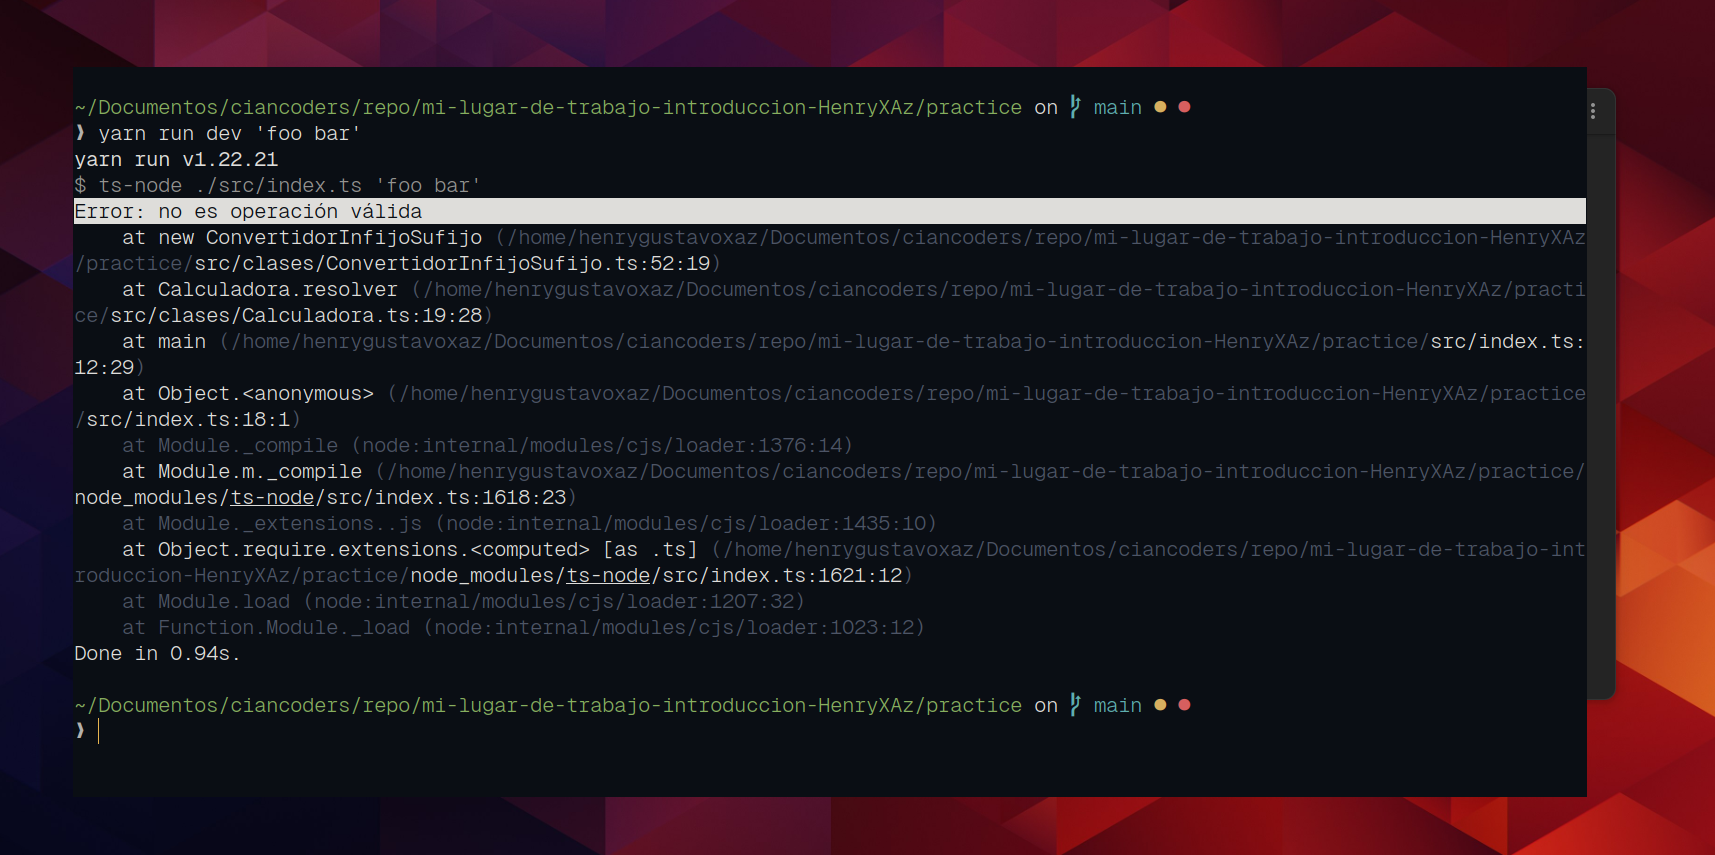 ~/Documentos/ciancoders/repo/mi-lugar-de-trabajo-introduccion-HenryXAz/practice on main
❱ yarn run dev 'foo bar'
yarn run v1.22.21
$ ts-node ./src/index.ts 'foo bar'
Error: no es operación válida
    at new ConvertidorInfijoSufijo (/home/henrygustavoxaz/Documentos/ciancoders/repo/mi-lugar-de-trabajo-introduccion-HenryXAz
/practice/src/clases/ConvertidorInfijoSufijo.ts:52:19)
    at Calculadora.resolver (/home/henrygustavoxaz/Documentos/ciancoders/repo/mi-lugar-de-trabajo-introduccion-HenryXAz/practi
ce/src/clases/Calculadora.ts:19:28)
    at main (/home/henrygustavoxaz/Documentos/ciancoders/repo/mi-lugar-de-trabajo-introduccion-HenryXAz/practice/src/index.ts:
12:29)
    at Object.<anonymous> (/home/henrygustavoxaz/Documentos/ciancoders/repo/mi-lugar-de-trabajo-introduccion-HenryXAz/practice
/src/index.ts:18:1)
    at Module._compile (node:internal/modules/cjs/loader:1376:14)
    at Module.m._compile (/home/henrygustavoxaz/Documentos/ciancoders/repo/mi-lugar-de-trabajo-introduccion-HenryXAz/practice/
node_modules/ts-node/src/index.ts:1618:23)
    at Module._extensions..js (node:internal/modules/cjs/loader:1435:10)
    at Object.require.extensions.<computed> [as .ts] (/home/henrygustavoxaz/Documentos/ciancoders/repo/mi-lugar-de-trabajo-int
roduccion-HenryXAz/practice/node_modules/ts-node/src/index.ts:1621:12)
    at Module.load (node:internal/modules/cjs/loader:1207:32)
    at Function.Module._load (node:internal/modules/cjs/loader:1023:12)
Done in 0.94s.
~/Documentos/ciancoders/repo/mi-lugar-de-trabajo-introduccion-HenryXAz/practice on main
❱